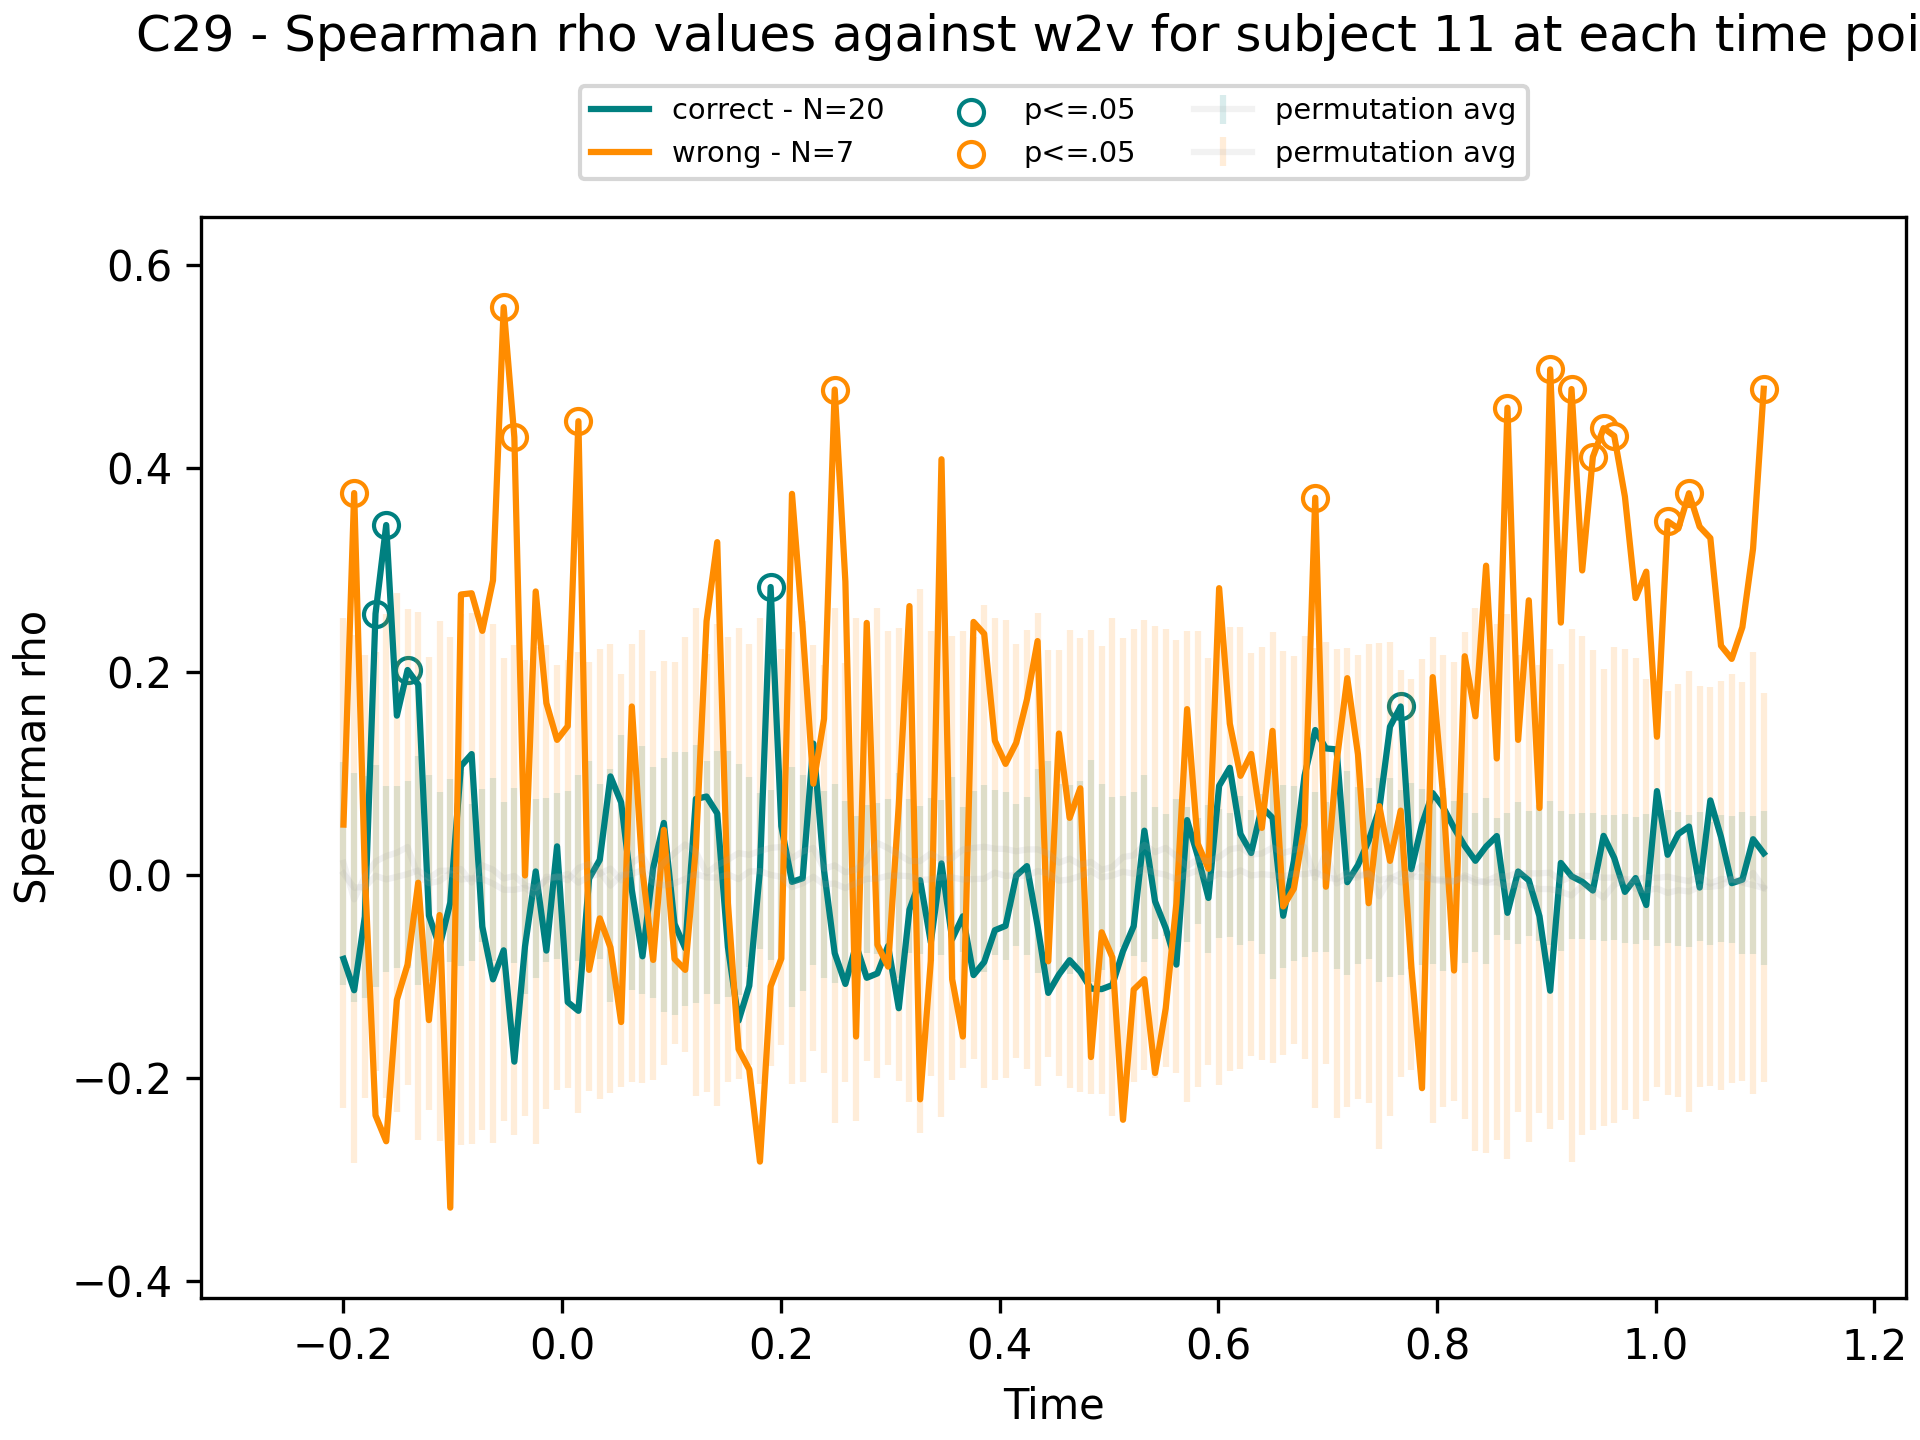 C29 - Spearman rho values against w2v for subject 11 at each time poi
correct - N=20
wrong - N=7
p<=.05
p<=.05
permutation avg
permutation avg
Spearman rho
0.6
0.4
0.2
0.0
−0.2
−0.4
−0.2 0.0 0.2 0.4 0.6 0.8 1.0 1.2
Time